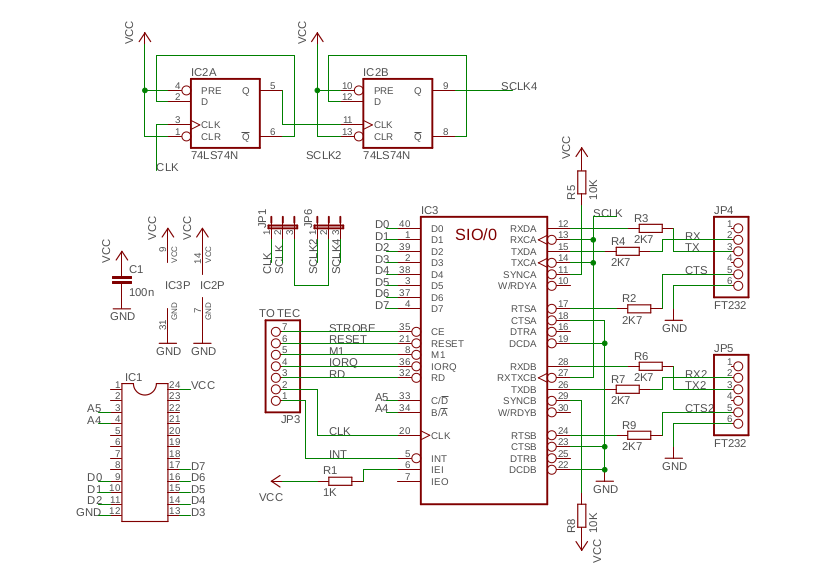 VCC
VCC
IC2A
IC2B
4 PRE Q 5
2 D
3 CLK
1 CLR Q 6
74LS74N
CLK
10 PRE Q 9 SCLK4
12 D
11 CLK
13 CLR Q 8
SCLK2 74LS74N
VCC
R5
10K
VCC
C1
100n
GND
VCC
9
VCC
IC3P
GND
31
GND
VCC
14
VCC
IC2P
GND
7
GND
JP1
1
2
3
CLK
SCLK
JP6
1
2
3
SCLK2
SCLK4
IC3
SIO/0
D0 40 D0
D1 1 D1
D2 39 D2
D3 2 D3
D4 38 D4
D5 3 D5
D6 37 D6
D7 4 D7
TO TEC
7 STROBE 35 CE
6 RESET 21 RESET
5 M1 8 M1
4 IORQ 36 IORQ
3 RD 32 RD
2
1
JP3
A5 33 C/D
A4 34 B/A
CLK 20 CLK
INT 5 INT
6 IEI
7 IEO
R1
1K
VCC
SCLK
RXDA 12
RXCA 13
TXDA 15
TXCA 14
SYNCA 11
W/RDYA 10
RTSA 17
CTSA 18
DTRA 16
DCDA 19
RXDB 28
RXTXCB 27
TXDB 26
SYNCB 29
W/RDYB 30
RTSB 24
CTSB 23
DTRB 25
DCDB 22
GND
R3
2K7
R4
2K7
R2
2K7
GND
JP4
1
RX 2
TX 3
4
CTS 5
6
FT232
R6
2K7
R7
2K7
R9
2K7
GND
JP5
1
RX2 2
TX2 3
4
CTS2 5
6
FT232
R8
10K
VCC
IC1
1 24 VCC
2 23
A5 3 22
A4 4 21
5 20
6 19
7 18
8 17 D7
D0 9 16 D6
D1 10 15 D5
D2 11 14 D4
GND 12 13 D3